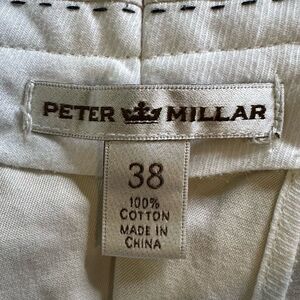 PETER MILLAR
38
100%
COTTON
MADE IN
CHINA